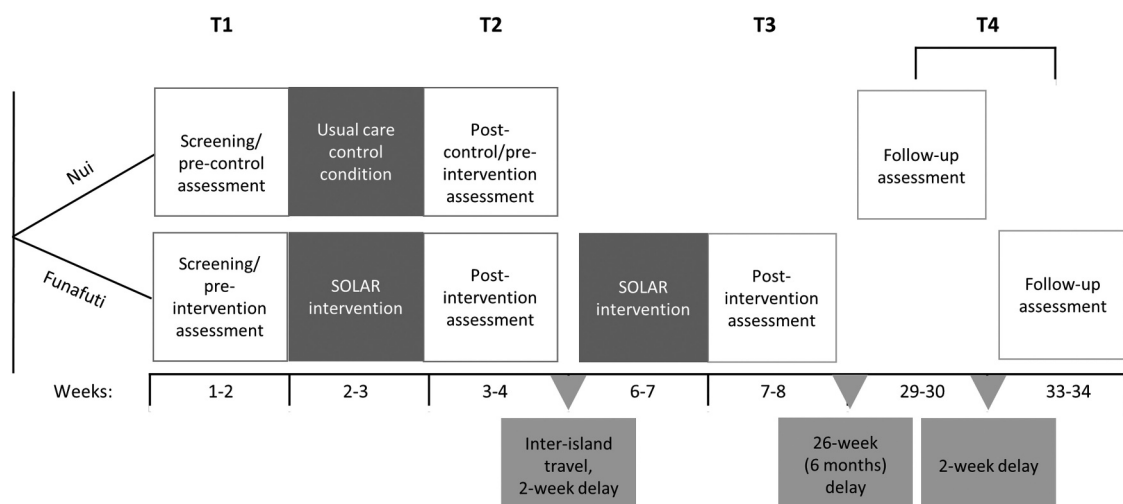 T1
T2
T3
T4
Nui
Screening/
pre-control
assessment
Usual care
control
condition
Post-
control/pre-
intervention
assessment
Follow-up
assessment
Funafuti
Screening/
pre-
intervention
assessment
SOLAR
intervention
Post-
intervention
assessment
SOLAR
intervention
Post-
intervention
assessment
Follow-up
assessment
Weeks:
1-2
2-3
3-4
6-7
7-8
29-30
33-34
Inter-island
travel,
2-week delay
26-week
(6 months)
delay
2-week delay